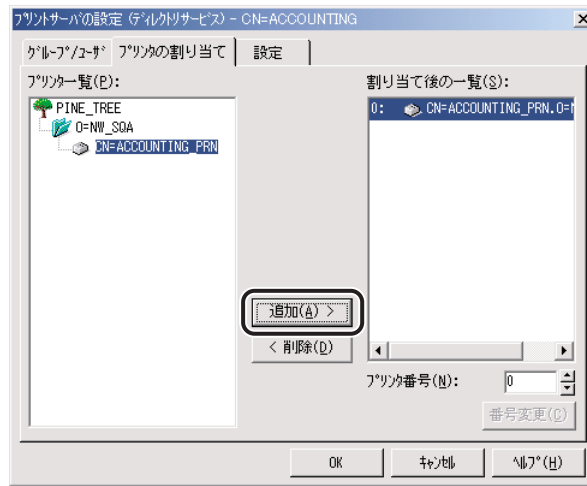 プリントサーバの設定 (ディレクトリサービス) - CN=ACCOUNTING
グループ/ユーザ プリンタの割り当て 設定
プリンター覧(P): 割り当て後の一覧(S):
PINE_TREE 0: CN=ACCOUNTING_PRN.O=N
O=NW_SQA
CN=ACCOUNTING_PRN
追加(A) >
< 削除(D)
プリンタ番号(N): 0
番号変更(C)
OK キャンセル ヘルプ(H)